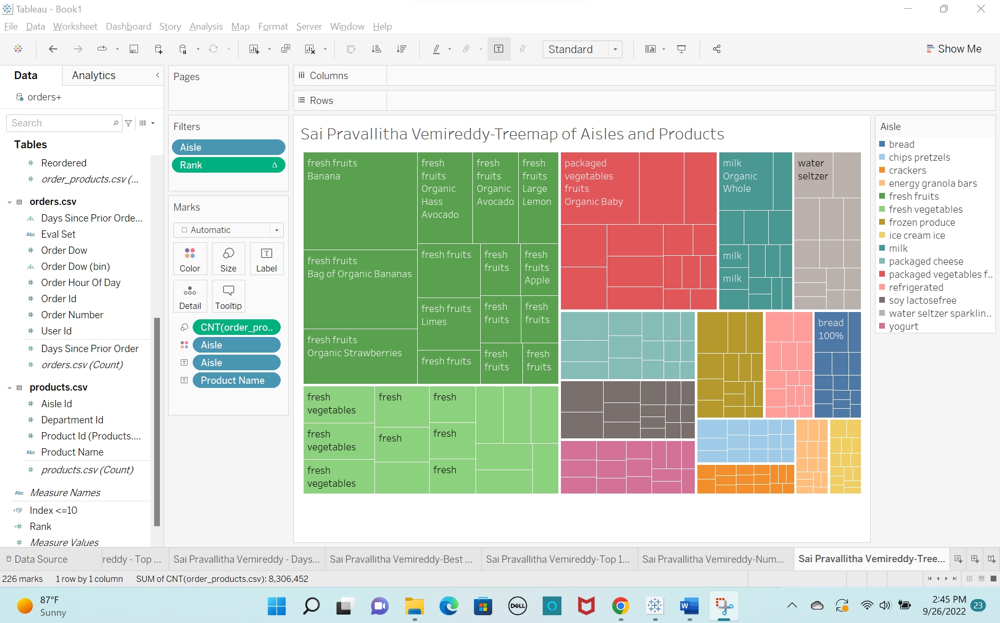 Tableau - Book1
File Data Worksheet Dashboard Story Analysis Map Format Server Window Help
Standard
Show Me
Data
Analytics
orders+
Search
Tables
Reordered
order_products.csv (...
orders.csv
Days Since Prior Orde...
Abc Eval Set
Order Dow
Order Dow (bin)
Order Hour Of Day
Order Id
Order Number
User Id
Days Since Prior Order
orders.csv (Count)
products.csv
Aisle Id
Department Id
Product Id (Products....
Abc Product Name
products.csv (Count)
Abc Measure Names
=T|F Index <=10
=# Rank
Measure Values
Pages
Filters
Aisle
Rank
Marks
Automatic
Color
Size
Label
Detail
Tooltip
CNT(order_pro..
Aisle
Aisle
Product Name
Columns
Rows
Sai Pravallitha Vemireddy-Treemap of Aisles and Products
fresh fruits
Banana
fresh
fruits
Organic
Hass
Avocado
fresh
fruits
Organic
Avocado
fresh
fruits
Large
Lemon
fresh fruits
Bag of Organic Bananas
fresh fruits
fresh
fruits
fresh
fruits
Apple
fresh fruits
Limes
fresh
fruits
fresh
fruits
fresh fruits
Organic Strawberries
fresh fruits
fresh
fruits
fresh
fruits
fresh
vegetables
fresh
fresh
fresh
vegetables
fresh
fresh
fresh
vegetables
fresh
packaged
vegetables
fruits
Organic Baby
milk
Organic
Whole
milk
milk
water
seltzer
bread
100%
Aisle
bread
chips pretzels
crackers
energy granola bars
fresh fruits
fresh vegetables
frozen produce
ice cream ice
milk
packaged cheese
packaged vegetables f..
refrigerated
soy lactosefree
water seltzer sparklin..
yogurt
Data Source
reddy - Top ...
Sai Pravallitha Vemireddy - Days...
Sai Pravallitha Vemireddy-Best ...
Sai Pravallitha Vemireddy-Top 1...
Sai Pravallitha Vemireddy-Num...
Sai Pravallitha Vemireddy-Tree...
226 marks 1 row by 1 column SUM of CNT(order_products.csv): 8,306,452
87°F
Sunny
DELL
W
2:45 PM
9/26/2022
23